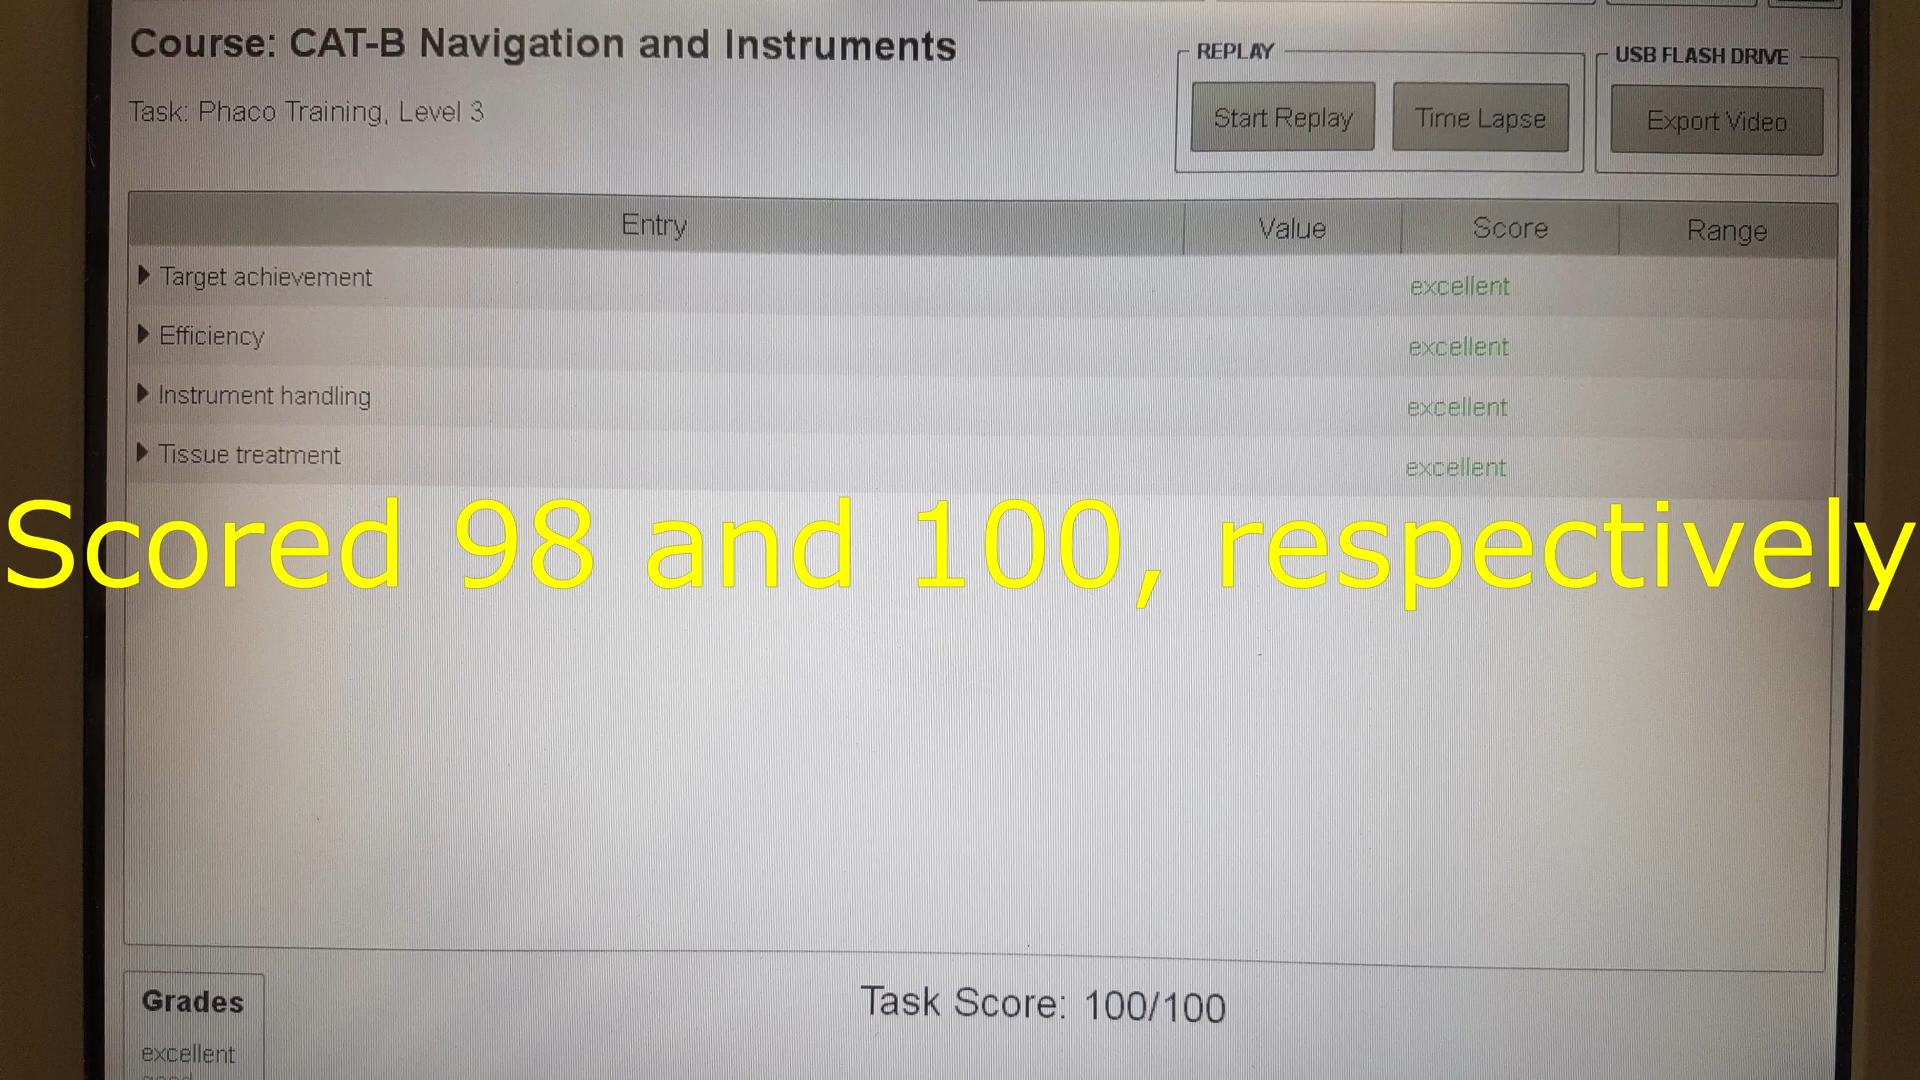 Course: CAT-B Navigation and Instruments
Task: Phaco Training, Level 3
REPLAY
Start Replay
Time Lapse
USB FLASH DRIVE
Export Video
Entry Value Score Range
Target achievement excellent
Efficiency excellent
Instrument handling excellent
Tissue treatment excellent
Scored 98 and 100, respectively
Task Score: 100/100
Grades
excellent